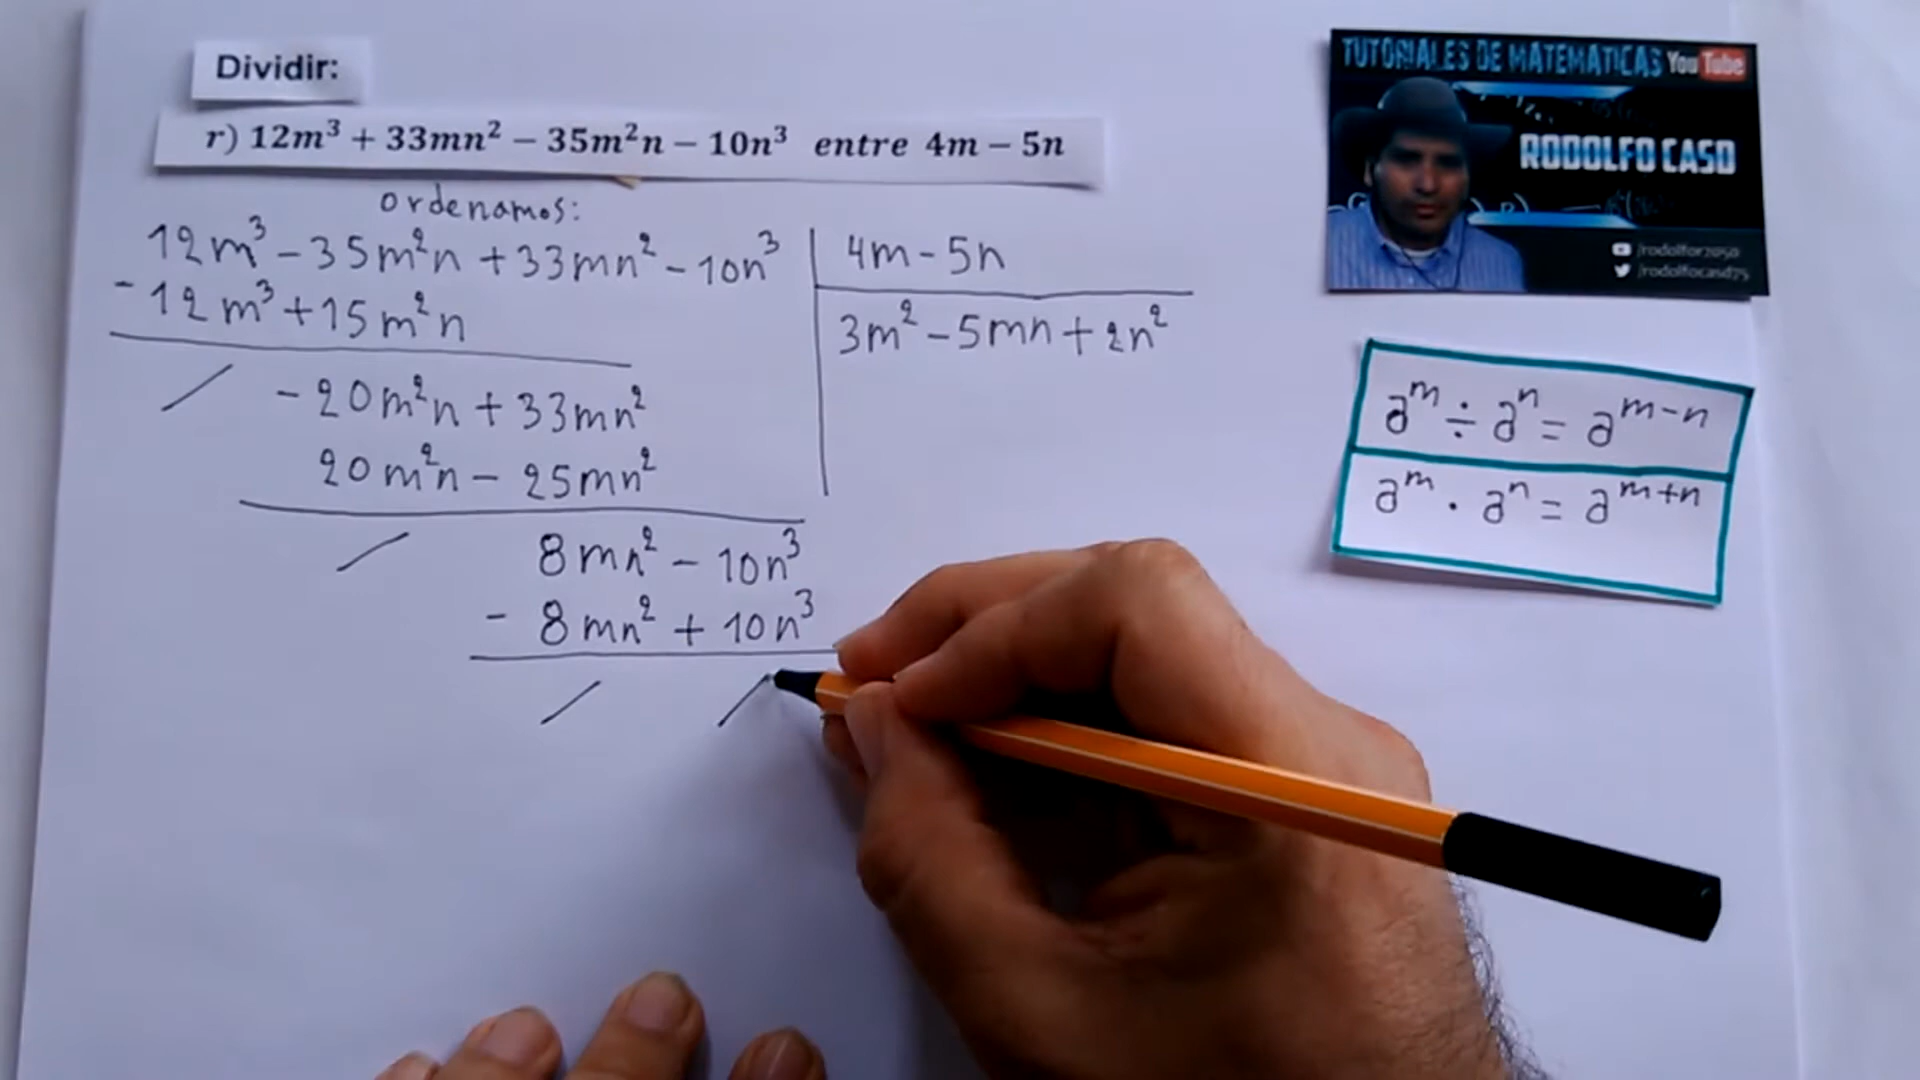 Dividir:
r) 12m³ + 33mn² − 35m²n − 10n³ entre 4m − 5n
ordenamos:
12m³ − 35m²n + 33mn² − 10n³ | 4m − 5n
− 12m³ + 15m²n
3m² − 5mn + 2n²
− 20m²n + 33mn²
20m²n − 25mn²
8mn² − 10n³
− 8mn² + 10n³
TUTORIALES DE MATEMATICAS YouTube
RODOLFO CASO
/rodolfocasd75
aᵐ ÷ aⁿ = aᵐ⁻ⁿ
aᵐ · aⁿ = aᵐ⁺ⁿ